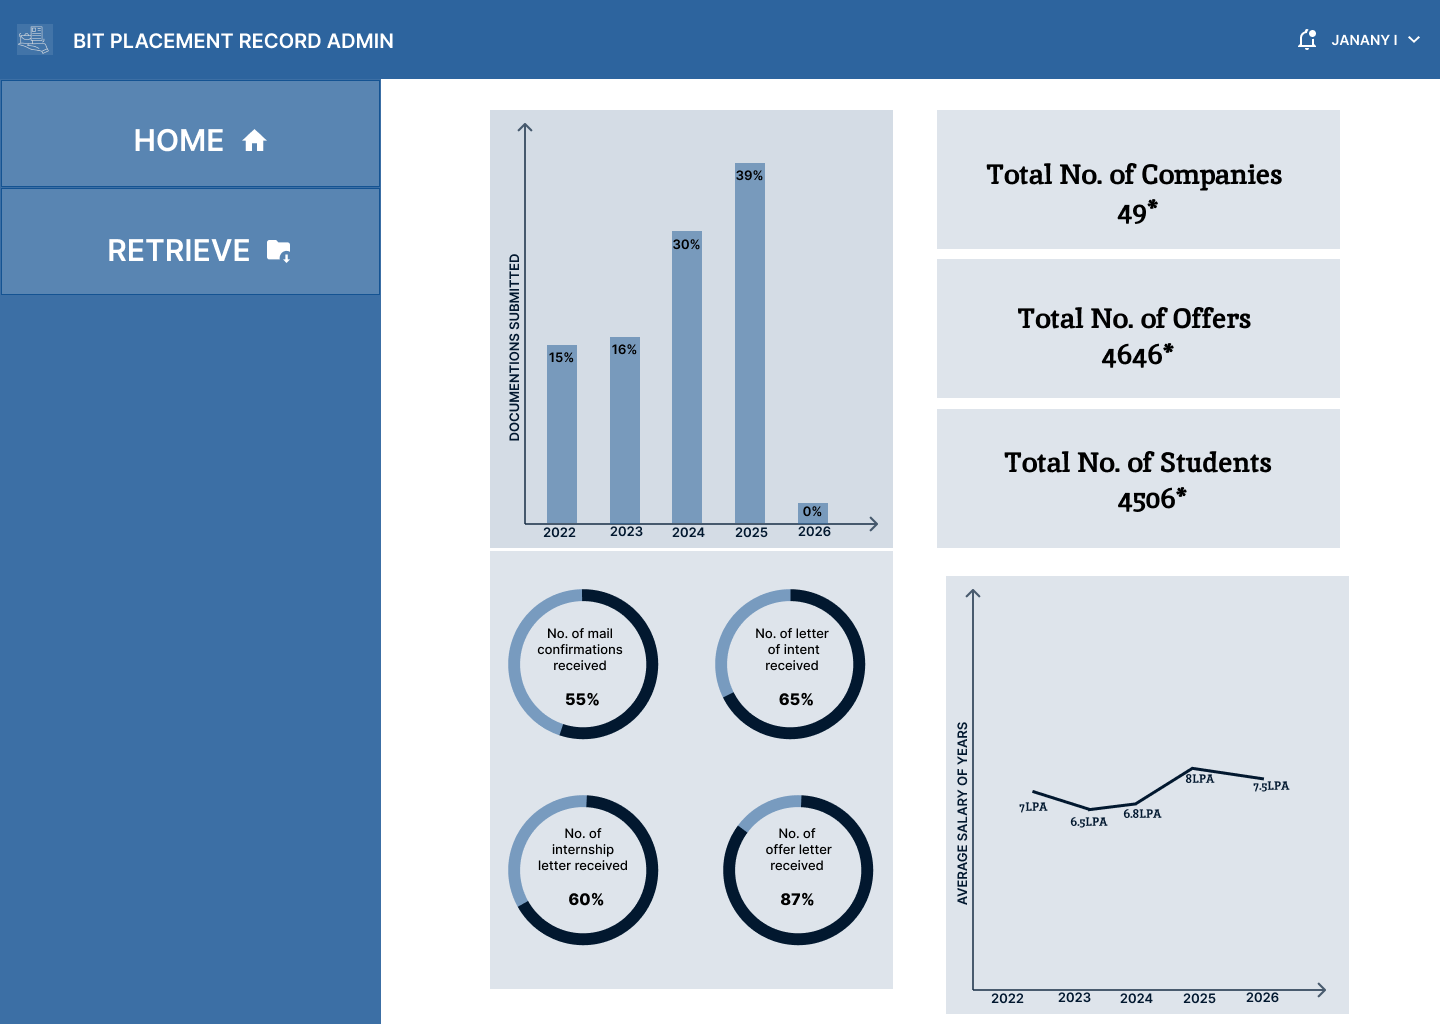 BIT PLACEMENT RECORD ADMIN
JANANY I
HOME
RETRIEVE
DOCUMENTIONS SUBMITTED
15%
16%
30%
39%
0%
2022
2023
2024
2025
2026
Total No. of Companies
49*
Total No. of Offers
4646*
Total No. of Students
4506*
No. of mail
confirmations
received
55%
No. of letter
of intent
received
65%
No. of
internship
letter received
60%
No. of
offer letter
received
87%
AVERAGE SALARY OF YEARS
7LPA
6.5LPA
6.8LPA
8LPA
7.5LPA
2022
2023
2024
2025
2026